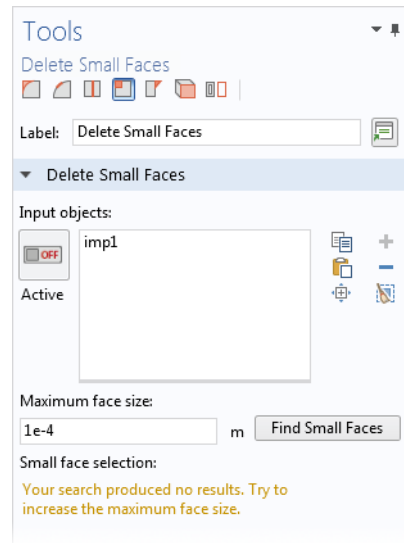 Tools
Delete Small Faces
Label: Delete Small Faces
Delete Small Faces
Input objects:
imp1
OFF
Active
Maximum face size:
1e-4 m Find Small Faces
Small face selection:
Your search produced no results. Try to
increase the maximum face size.